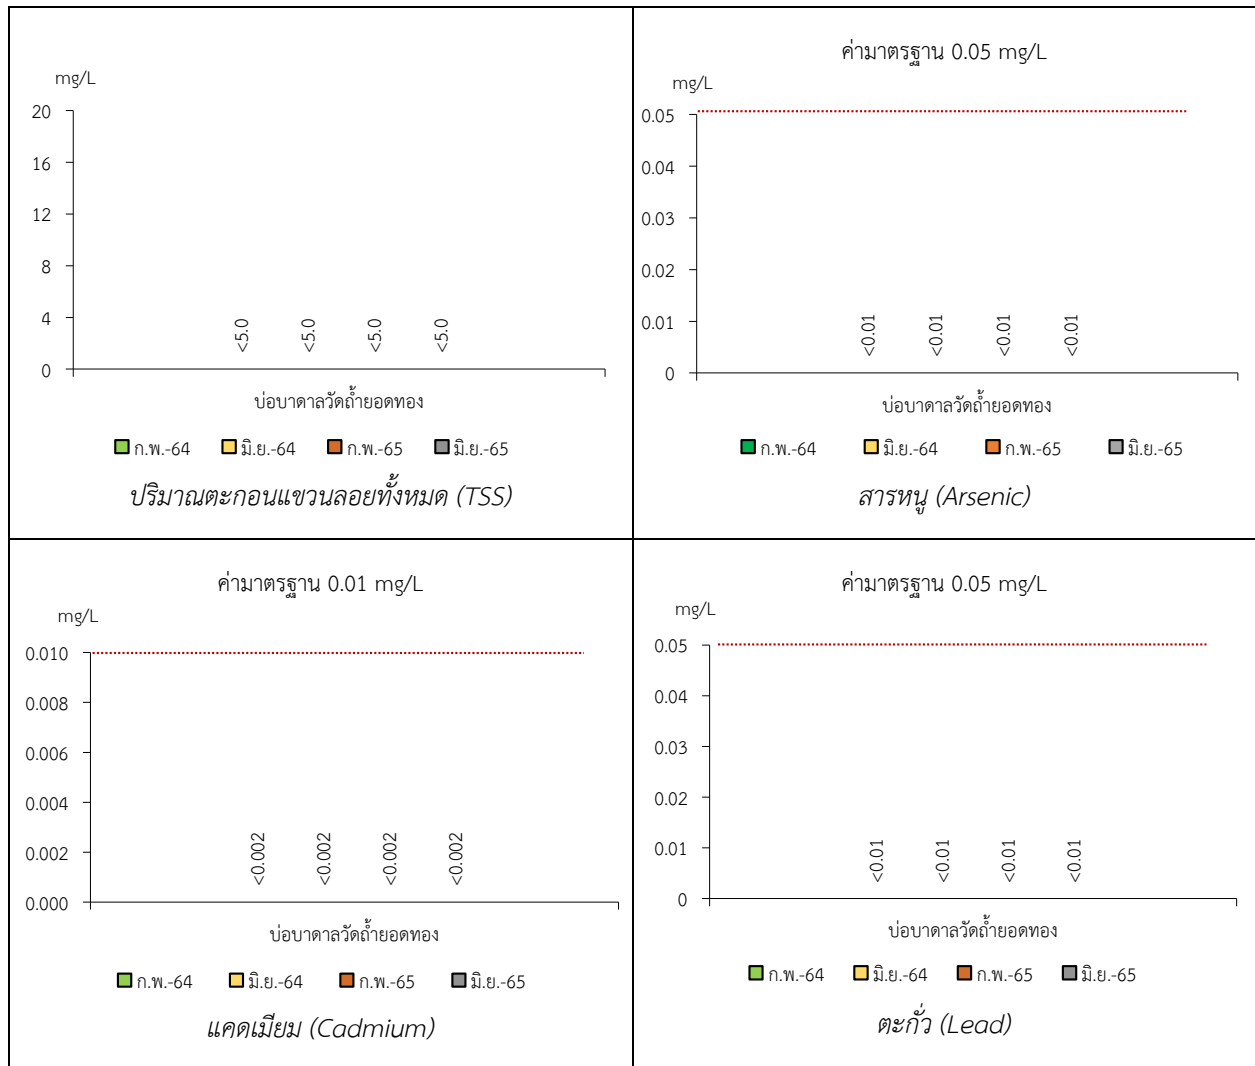 mg/L
20
16
12
8
4
0
<5.0
<5.0
<5.0
<5.0
บ่อบาดาลวัดถ้ำยอดทอง
ก.พ.-64 มิ.ย.-64 ก.พ.-65 มิ.ย.-65
ปริมาณตะกอนแขวนลอยทั้งหมด (TSS)
ค่ามาตรฐาน 0.05 mg/L
mg/L
0.05
0.04
0.03
0.02
0.01
0
<0.01
<0.01
<0.01
<0.01
บ่อบาดาลวัดถ้ำยอดทอง
ก.พ.-64 มิ.ย.-64 ก.พ.-65 มิ.ย.-65
สารหนู (Arsenic)
ค่ามาตรฐาน 0.01 mg/L
mg/L
0.010
0.008
0.006
0.004
0.002
0.000
<0.002
<0.002
<0.002
<0.002
บ่อบาดาลวัดถ้ำยอดทอง
ก.พ.-64 มิ.ย.-64 ก.พ.-65 มิ.ย.-65
แคดเมียม (Cadmium)
ค่ามาตรฐาน 0.05 mg/L
mg/L
0.05
0.04
0.03
0.02
0.01
0
<0.01
<0.01
<0.01
<0.01
บ่อบาดาลวัดถ้ำยอดทอง
ก.พ.-64 มิ.ย.-64 ก.พ.-65 มิ.ย.-65
ตะกั่ว (Lead)